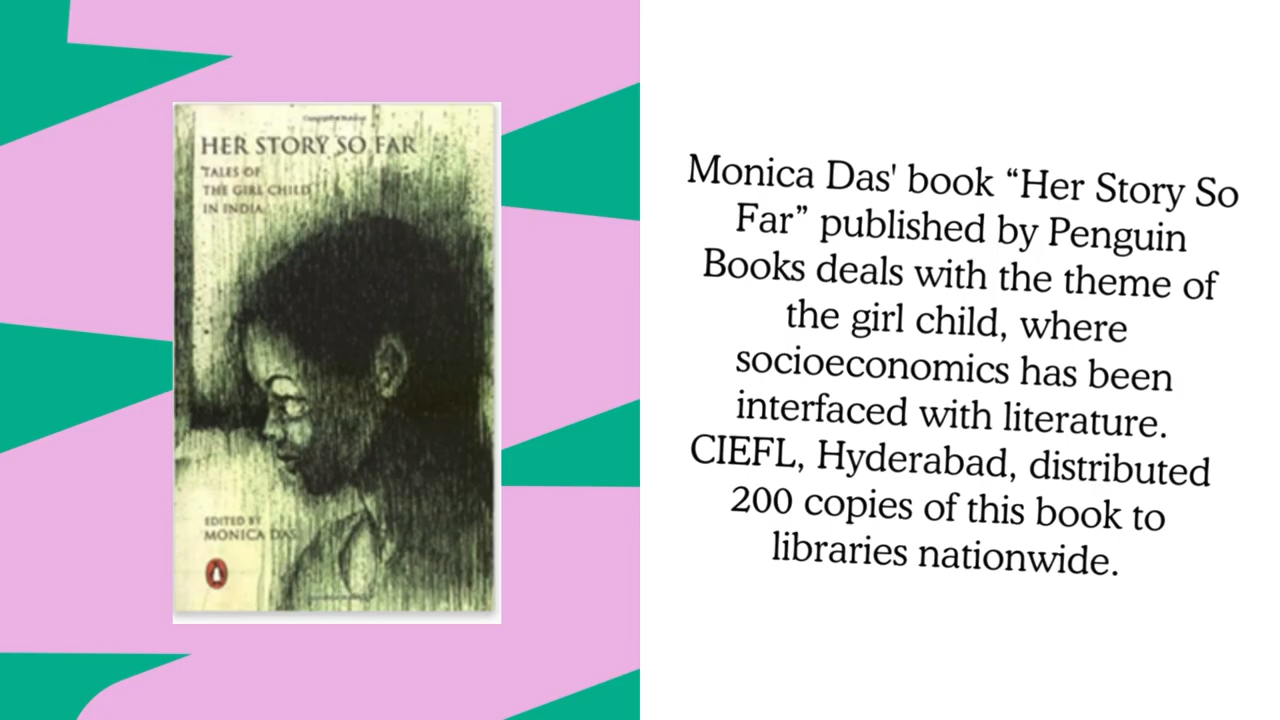 HER STORY SO FAR
TALES OF
THE GIRL CHILD
IN INDIA
EDITED BY
MONICA DAS
Monica Das' book “Her Story So
Far” published by Penguin
Books deals with the theme of
the girl child, where
socioeconomics has been
interfaced with literature.
CIEFL, Hyderabad, distributed
200 copies of this book to
libraries nationwide.